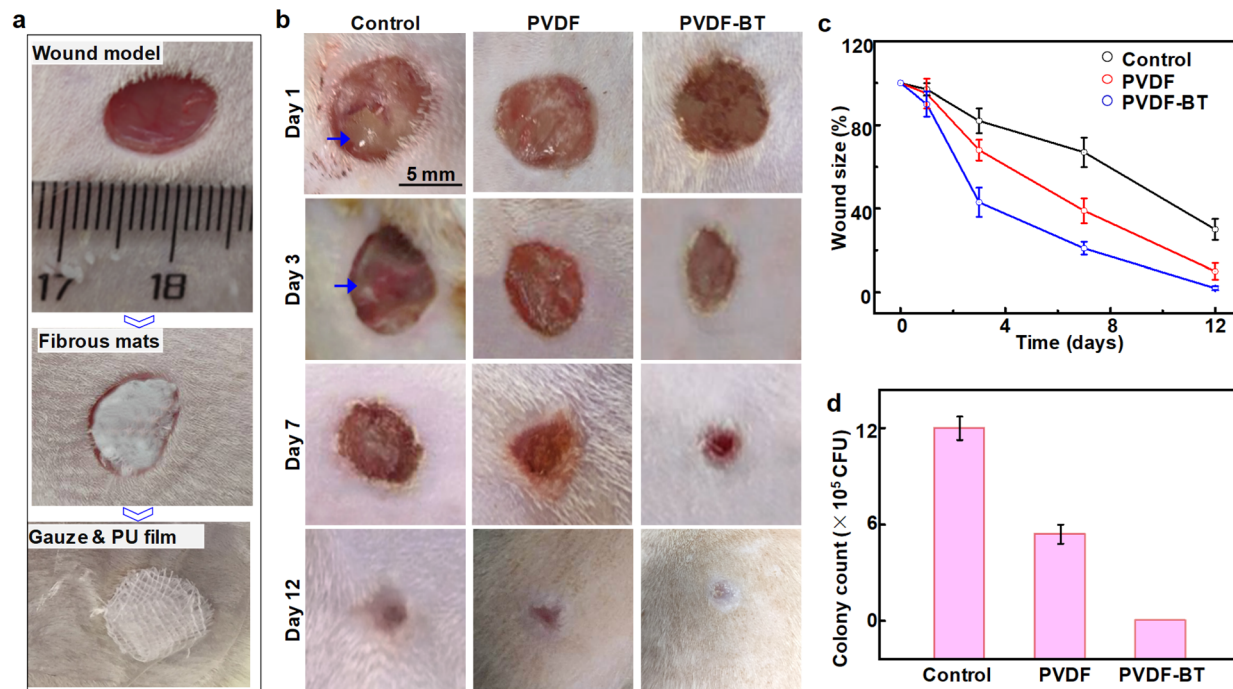 a
Wound model
17 18
Fibrous mats
Gauze & PU film
b
Control PVDF PVDF-BT
Day 1
5 mm
Day 3
Day 7
Day 12
c
120
80
40
0
Wound size (%)
Control
PVDF
PVDF-BT
0 4 8 12
Time (days)
d
12
6
0
Colony count (×10⁵ CFU)
Control PVDF PVDF-BT